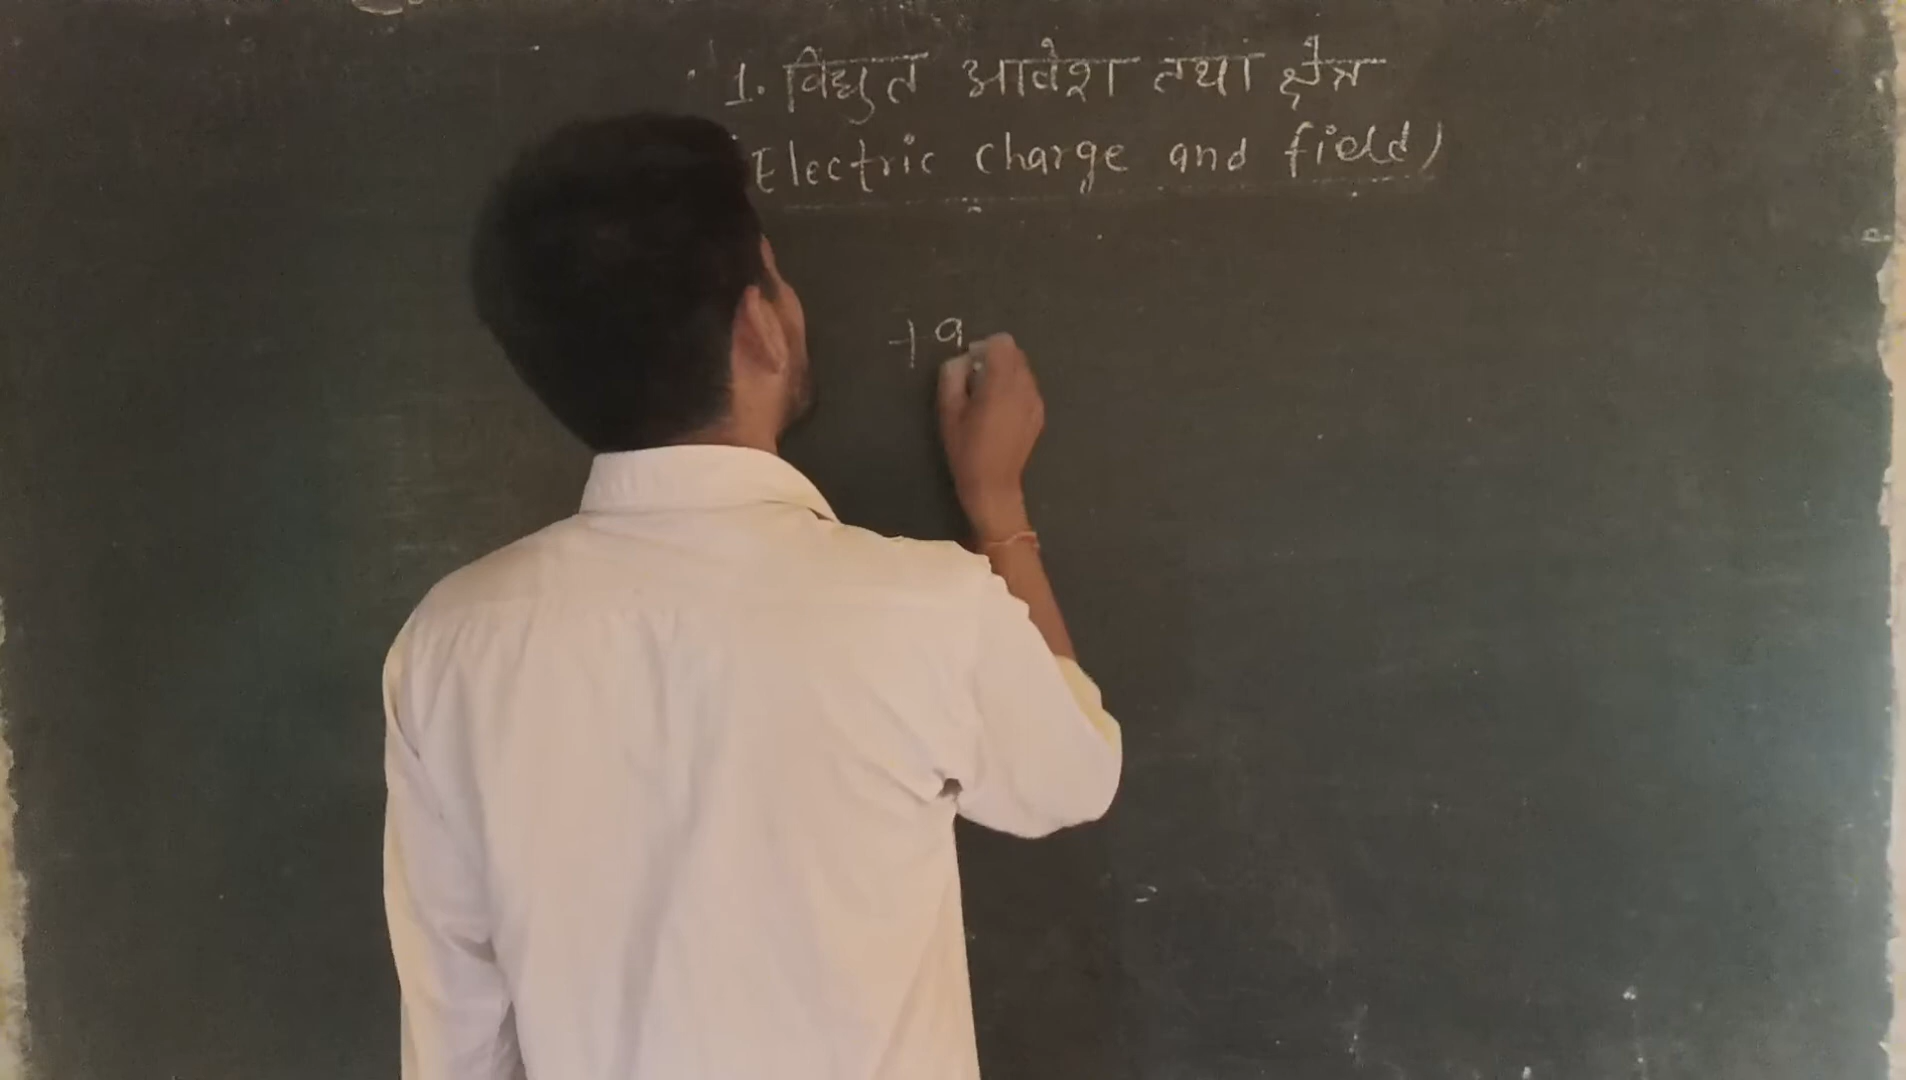 1. विद्युत आवेश तथा क्षेत्र
Electric charge and field)
+q